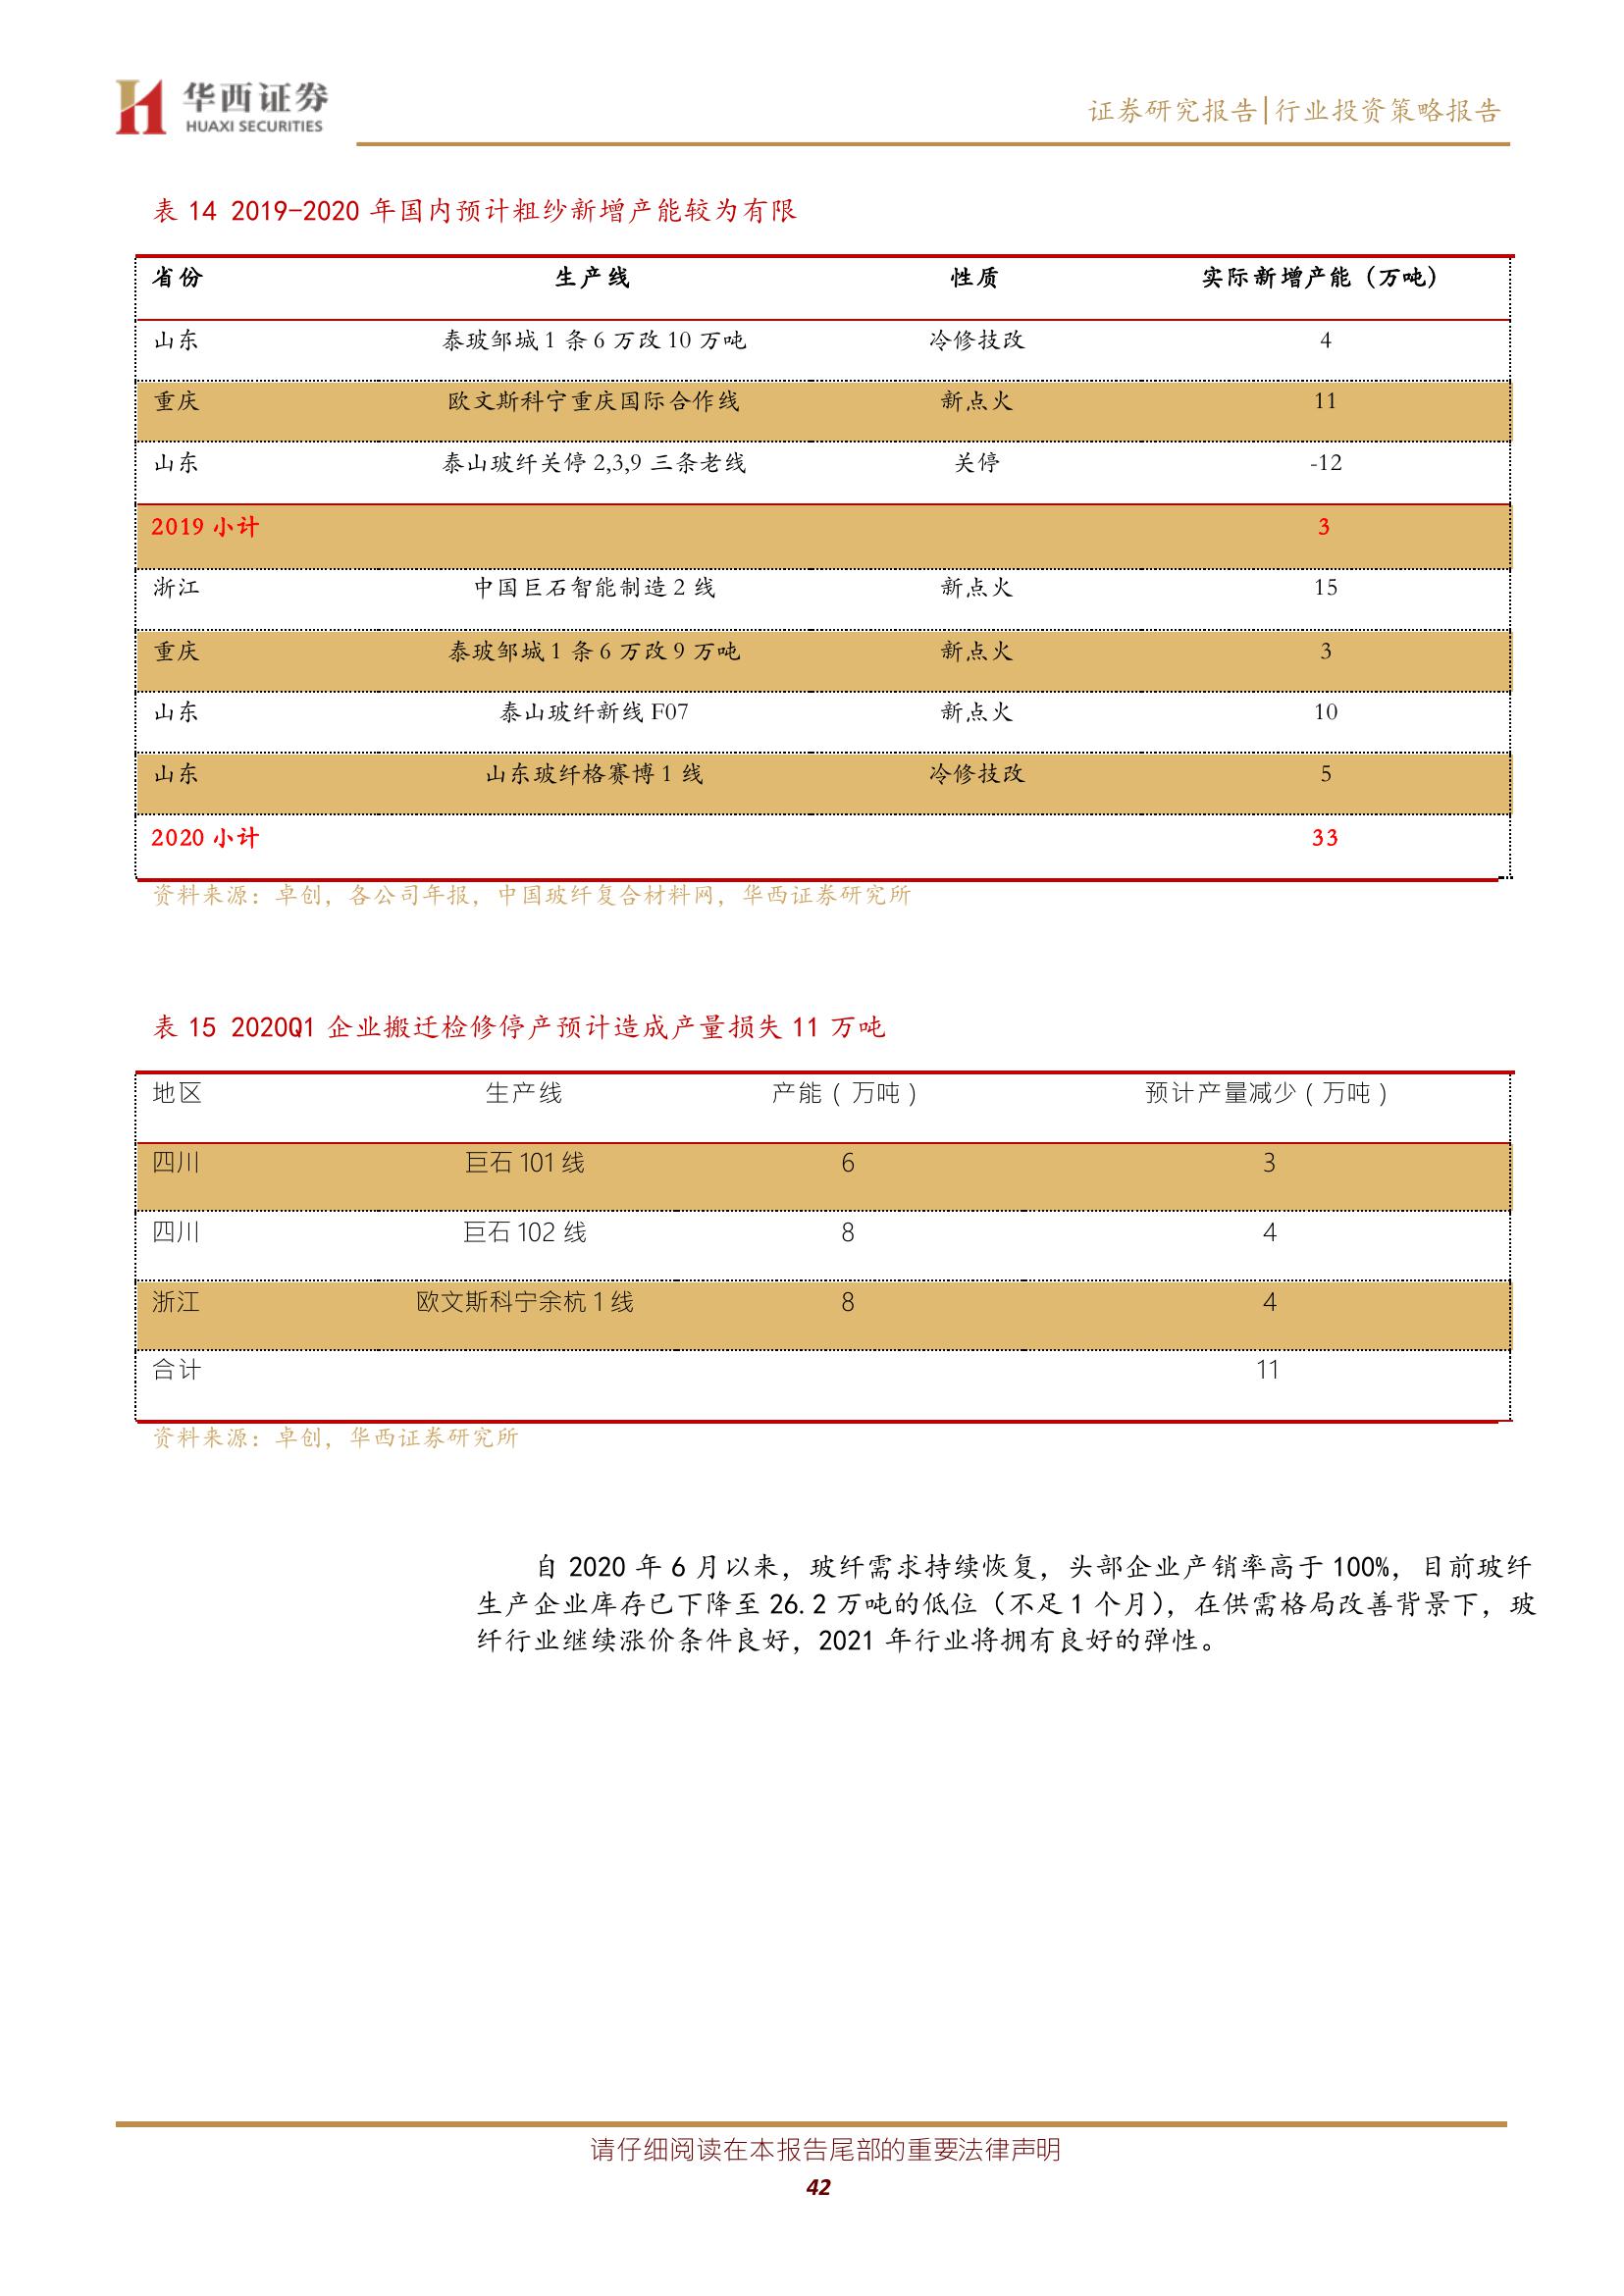 华西证券
HUAXI SECURITIES
证券研究报告|行业投资策略报告
表 14 2019-2020 年国内预计粗纱新增产能较为有限
省份 生产线 性质 实际新增产能（万吨）
山东 泰玻邹城 1 条 6 万改 10 万吨 冷修技改 4
重庆 欧文斯科宁重庆国际合作线 新点火 11
山东 泰山玻纤关停 2,3,9 三条老线 关停 -12
2019 小计 3
浙江 中国巨石智能制造 2 线 新点火 15
重庆 泰玻邹城 1 条 6 万改 9 万吨 新点火 3
山东 泰山玻纤新线 F07 新点火 10
山东 山东玻纤格赛博 1 线 冷修技改 5
2020 小计 33
资料来源：卓创，各公司年报，中国玻纤复合材料网，华西证券研究所
表 15 2020Q1 企业搬迁检修停产预计造成产量损失 11 万吨
地区 生产线 产能（万吨） 预计产量减少（万吨）
四川 巨石 101 线 6 3
四川 巨石 102 线 8 4
浙江 欧文斯科宁余杭 1 线 8 4
合计 11
资料来源：卓创，华西证券研究所
自 2020 年 6 月以来，玻纤需求持续恢复，头部企业产销率高于 100%，目前玻纤
生产企业库存已下降至 26.2 万吨的低位（不足 1 个月），在供需格局改善背景下，玻
纤行业继续涨价条件良好，2021 年行业将拥有良好的弹性。
请仔细阅读在本报告尾部的重要法律声明
42